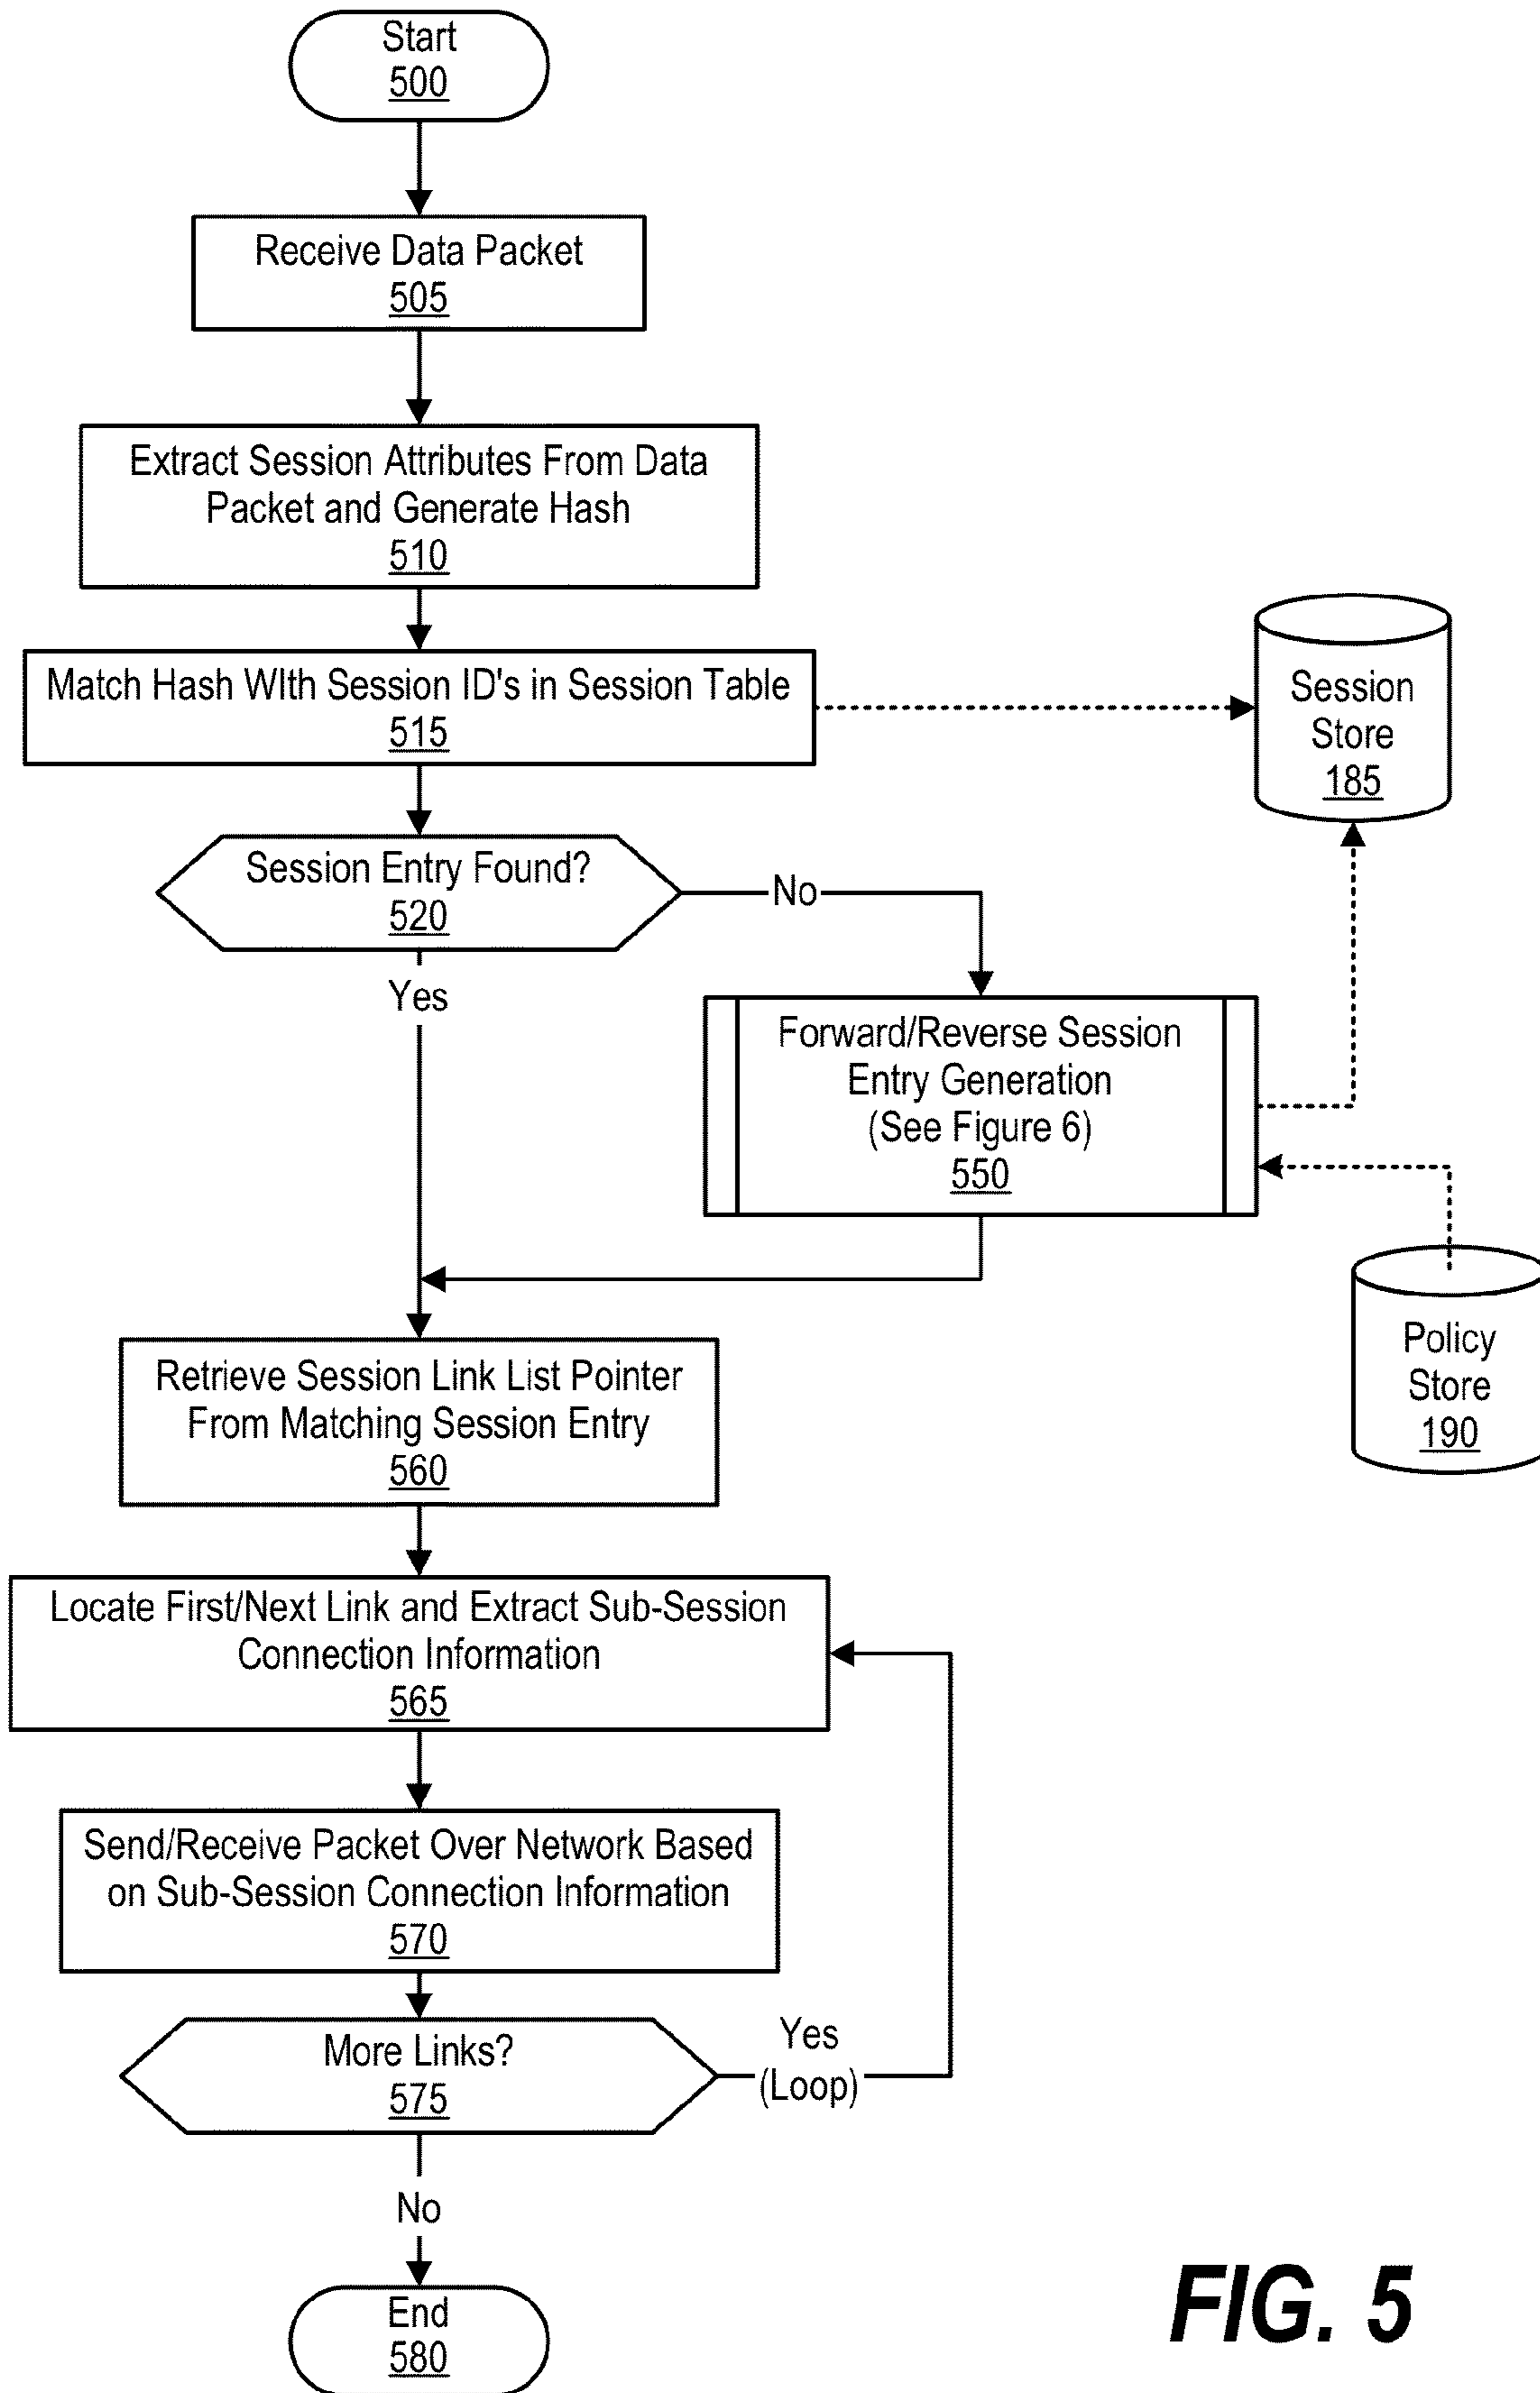 Start
500
Receive Data Packet
505
Extract Session Attributes From Data
Packet and Generate Hash
510
Match Hash WIth Session ID's in Session Table
515
Session
Store
185
Session Entry Found?
520
No
Yes
Forward/Reverse Session
Entry Generation
(See Figure 6)
550
Policy
Store
190
Retrieve Session Link List Pointer
From Matching Session Entry
560
Locate First/Next Link and Extract Sub-Session
Connection Information
565
Send/Receive Packet Over Network Based
on Sub-Session Connection Information
570
More Links?
575
Yes
(Loop)
No
End
580
FIG. 5